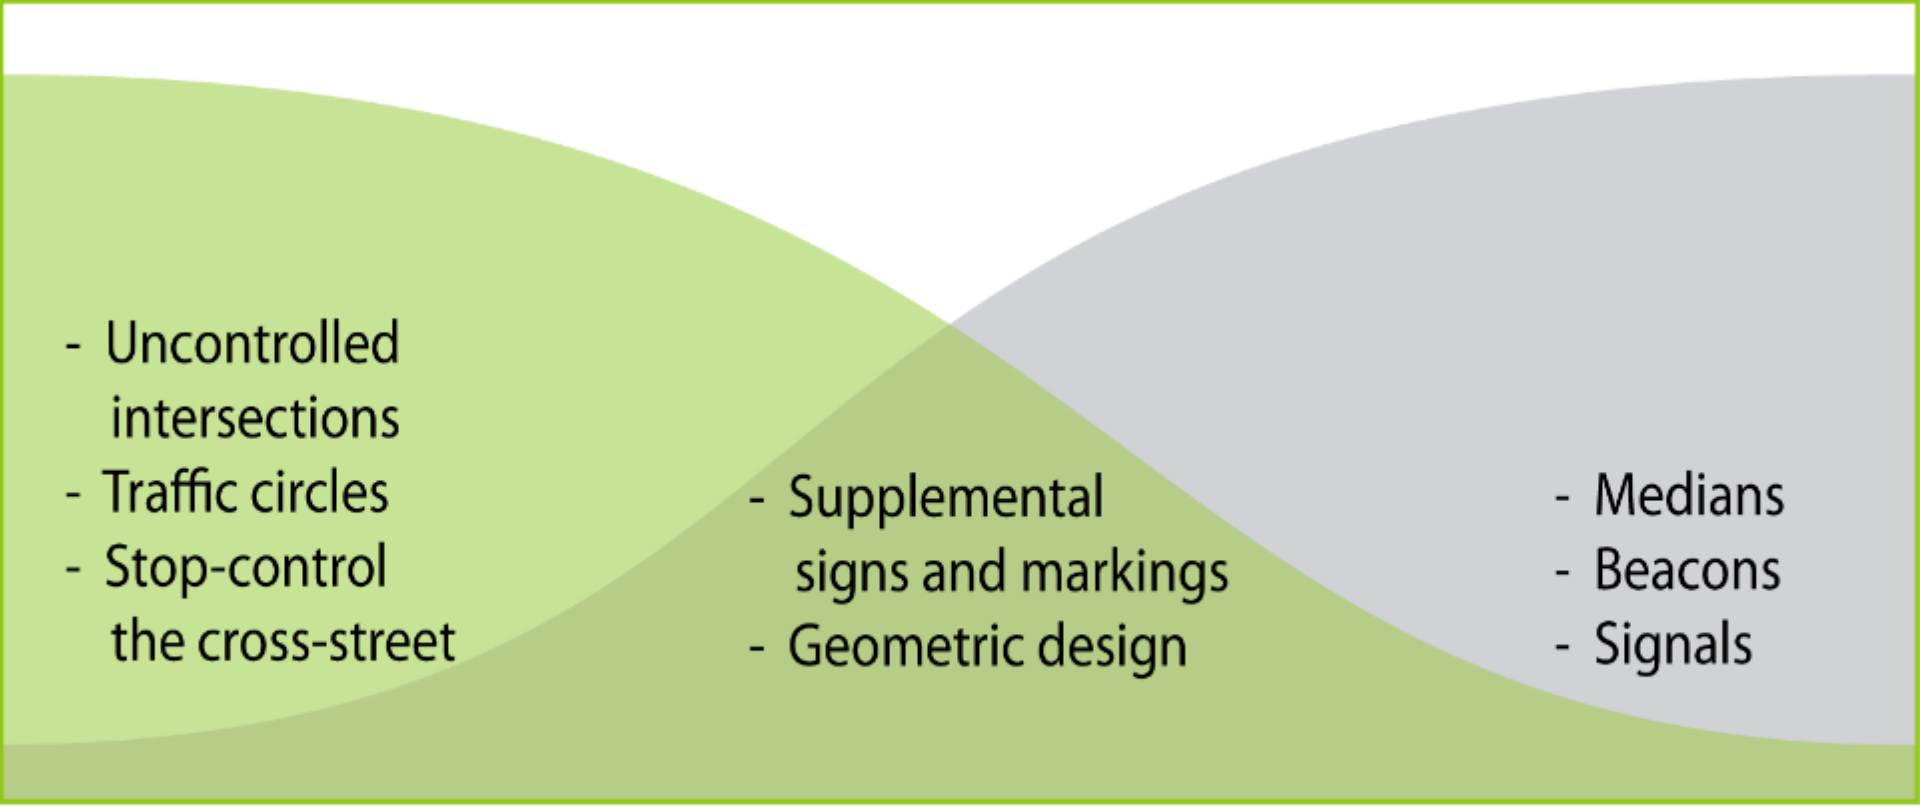 - Uncontrolled
intersections
- Traffic circles
- Stop-control
the cross-street
- Supplemental
signs and markings
- Geometric design
- Medians
- Beacons
- Signals